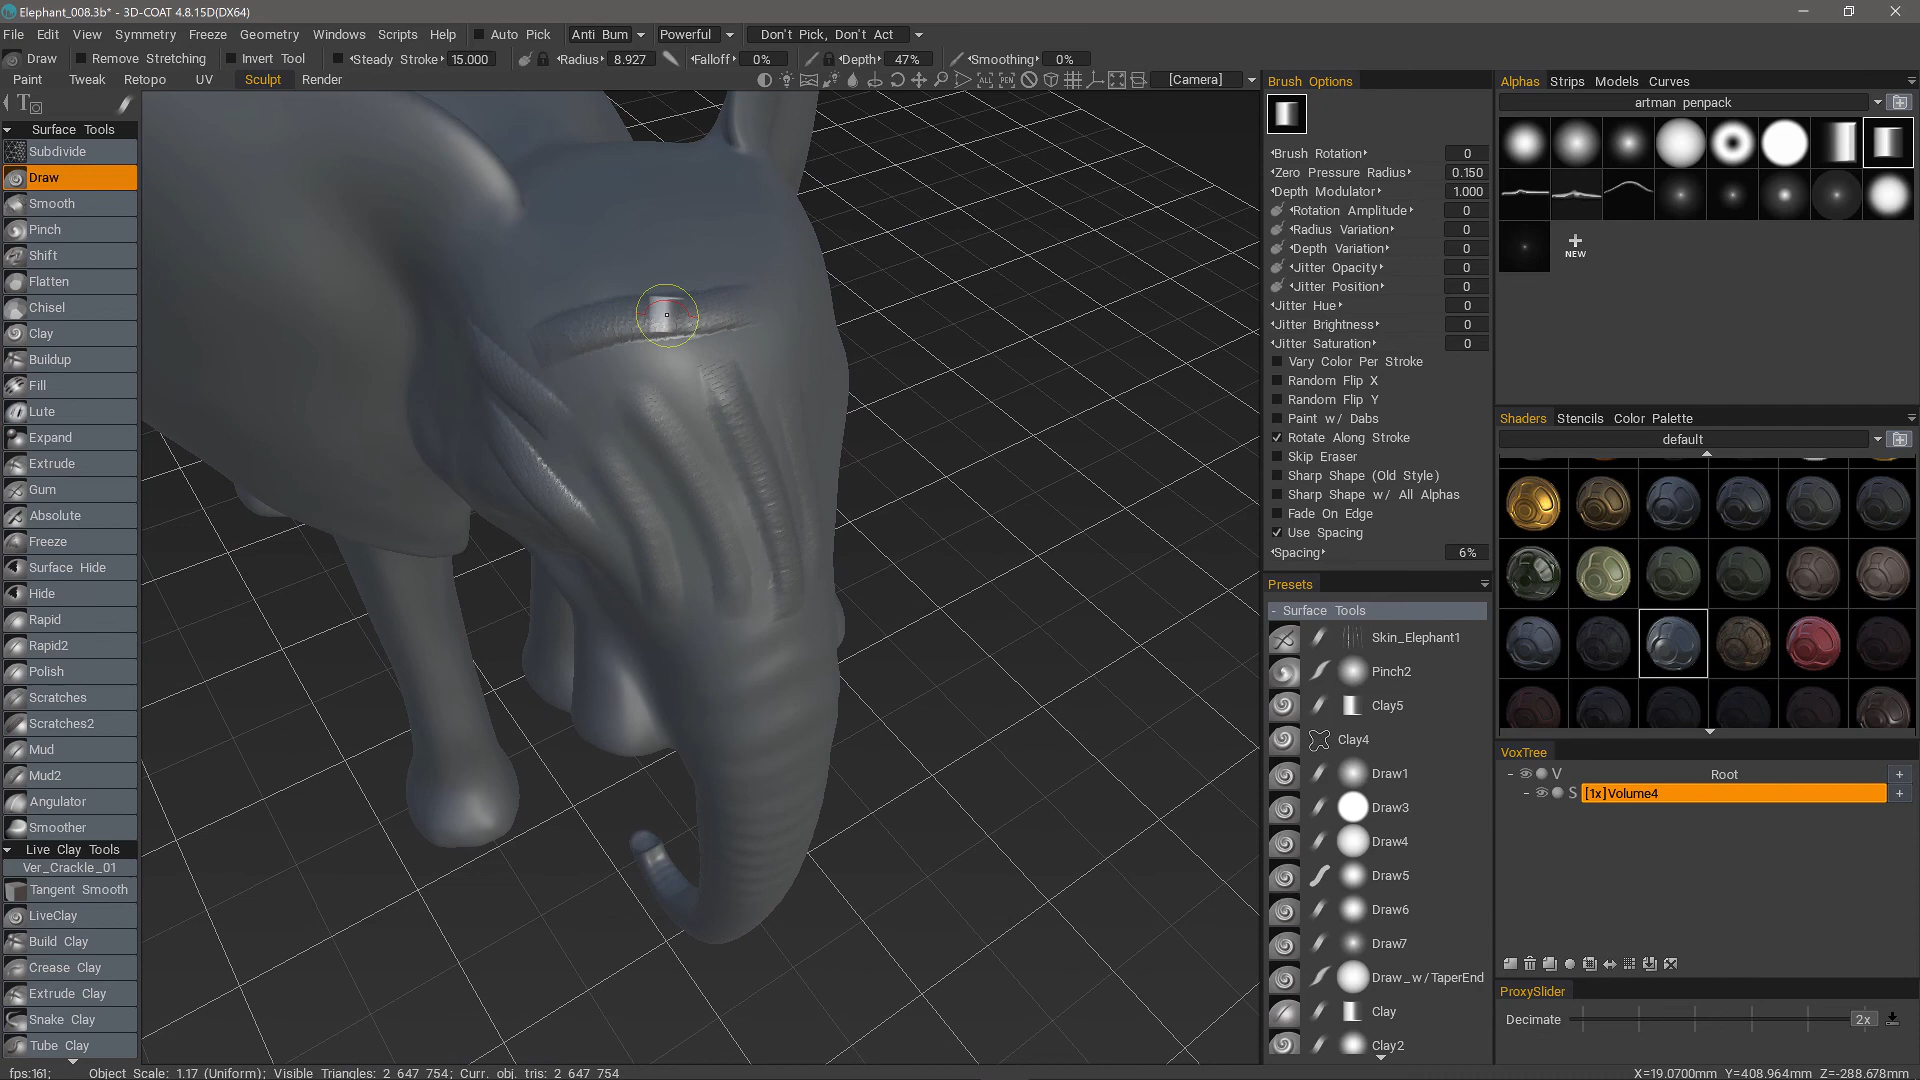 Elephant_008.3b* - 3D-COAT 4.8.15D(DX64)
File Edit View Symmetry Freeze Geometry Windows Scripts Help Auto Pick Anti Bum Powerful Don't Pick, Don't Act
Draw Remove Stretching Invert Tool Steady Stroke 15.000 Radius 8.927 Falloff 0% Depth 47% Smoothing 0%
Paint Tweak Retopo UV Sculpt Render [Camera]
Surface Tools
Subdivide
Draw
Smooth
Pinch
Shift
Flatten
Chisel
Clay
Buildup
Fill
Lute
Expand
Extrude
Gum
Absolute
Freeze
Surface Hide
Hide
Rapid
Rapid2
Polish
Scratches
Scratches2
Mud
Mud2
Angulator
Smoother
Live Clay Tools
Ver_Crackle_01
Tangent Smooth
LiveClay
Build Clay
Crease Clay
Extrude Clay
Snake Clay
Tube Clay
Brush Options
Brush Rotation 0
Zero Pressure Radius 0.150
Depth Modulator 1.000
Rotation Amplitude 0
Radius Variation 0
Depth Variation 0
Jitter Opacity 0
Jitter Position 0
Jitter Hue 0
Jitter Brightness 0
Jitter Saturation 0
Vary Color Per Stroke
Random Flip X
Random Flip Y
Paint w/ Dabs
Rotate Along Stroke
Skip Eraser
Sharp Shape (Old Style)
Sharp Shape w/ All Alphas
Fade On Edge
Use Spacing
Spacing 6%
Presets
- Surface Tools
Skin_Elephant1
Pinch2
Clay5
Clay4
Draw1
Draw3
Draw4
Draw5
Draw6
Draw7
Draw_w/TaperEnd
Clay
Clay2
Alphas Strips Models Curves
artman penpack
NEW
Shaders Stencils Color Palette
default
VoxTree
- V Root +
- S [1x]Volume4 +
ProxySlider
Decimate 2x
fps:161; Object Scale: 1.17 (Uniform); Visible Triangles: 2 647 754; Curr. obj. tris: 2 647 754
X=19.0700mm Y=408.964mm Z=-288.678mm